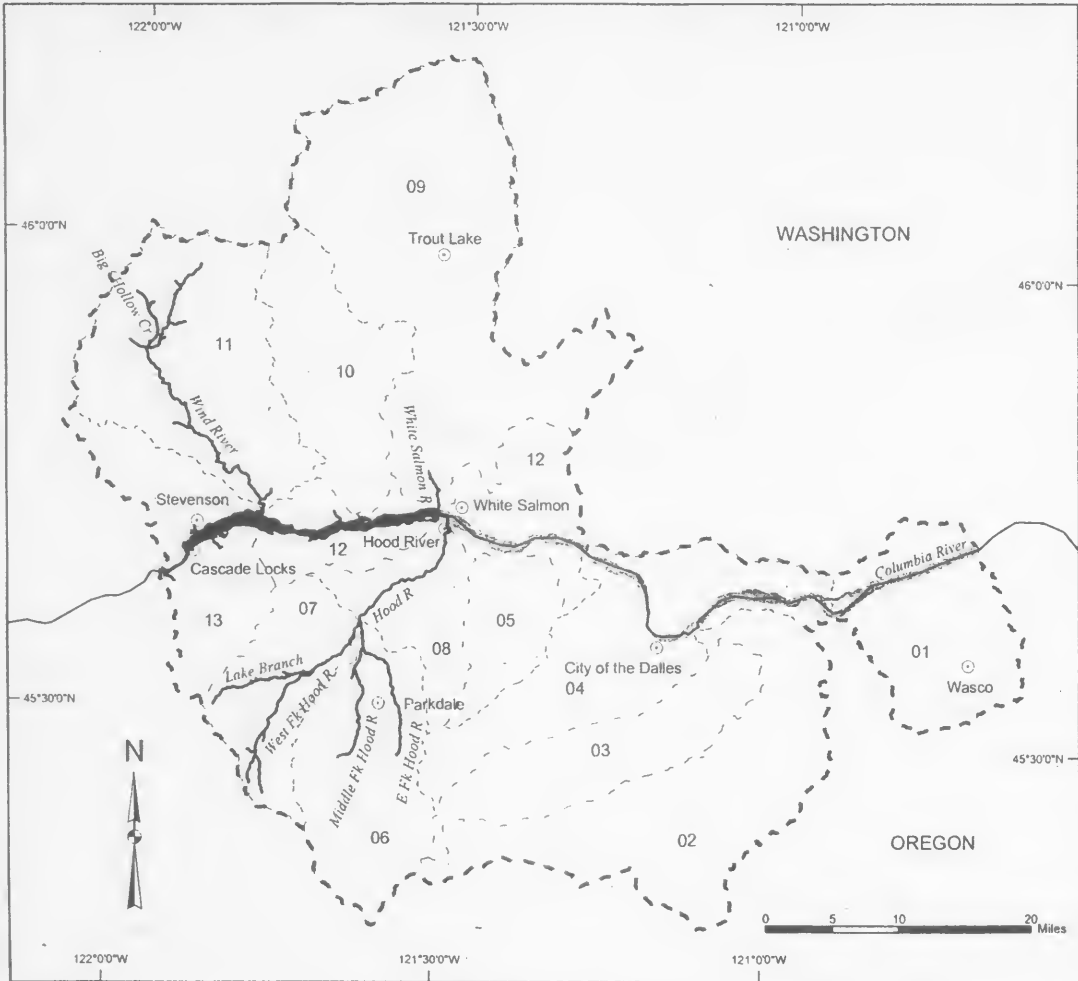 122°0'0"W
121°30'0"W
121°0'0"W
09
46°0'0"N
Trout Lake
WASHINGTON
Big Hollow Cr
46°0'0"N
11
10
Wind River
White Salmon R
12
Stevenson
White Salmon
12
Hood River
Columbia River
Cascade Locks
07
Hood R
13
05
08
01
Lake Branch
City of the Dalles
04
Wasco
45°30'0"N
West Fk Hood R
Parkdale
03
N
Middle Fk Hood R
E Fk Hood R
45°30'0"N
06
02
OREGON
0 5 10 20
Miles
122°0'0"W
121°30'0"W
121°0'0"W